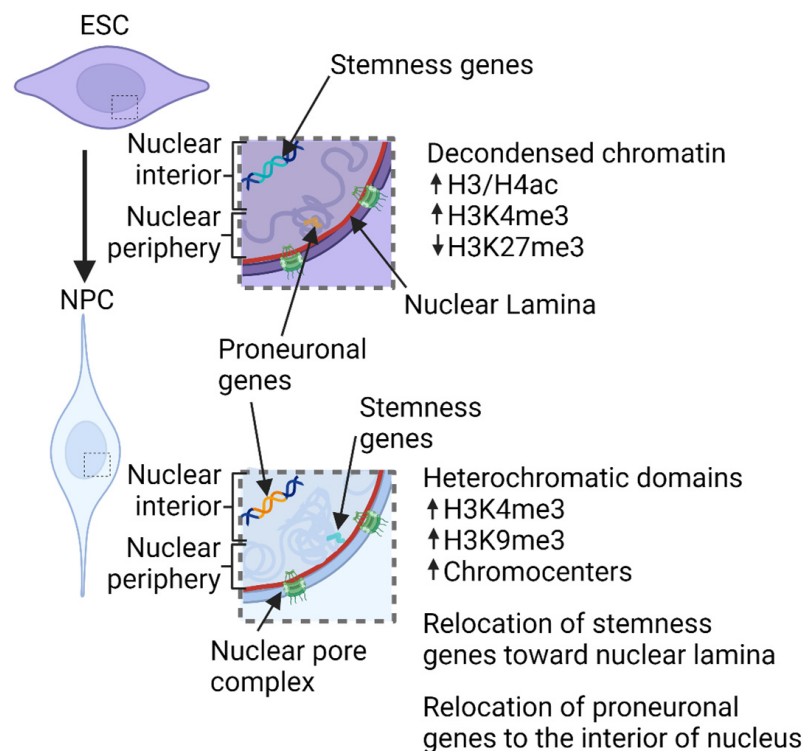 ESC
Stemness genes
Nuclear
interior
Nuclear
periphery
Decondensed chromatin
↑H3/H4ac
↑H3K4me3
↓H3K27me3
Nuclear Lamina
NPC
Proneuronal
genes
Stemness
genes
Nuclear
interior
Nuclear
periphery
Heterochromatic domains
↑H3K4me3
↑H3K9me3
↑Chromocenters
Nuclear pore
complex
Relocation of stemness
genes toward nuclear lamina
Relocation of proneuronal
genes to the interior of nucleus